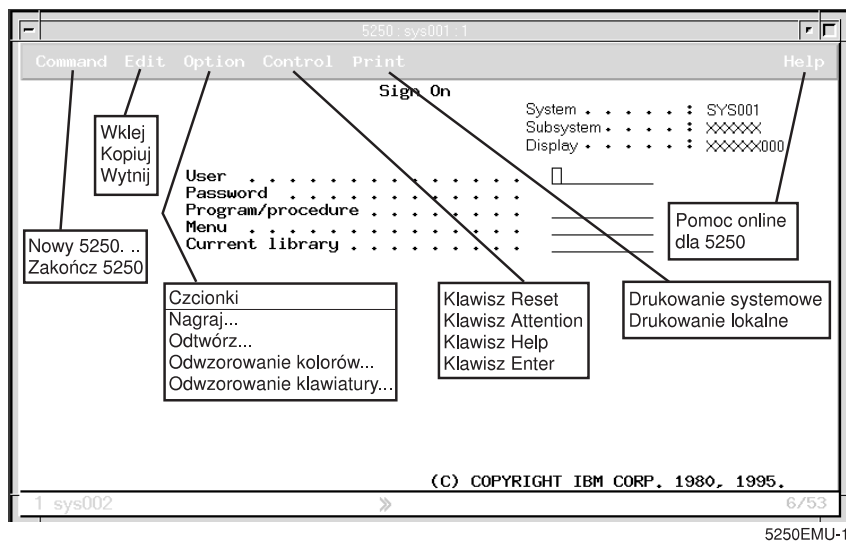 5250 : sys001 : 1
Command Edit Option Control Print Help
Sign On
System . . . . . : SYS001
Subsystem . . . . : XXXXXX
Display . . . . . : XXXXXX000
Wklej
Kopiuj
Wytnij
User . . . . . . . . . . . . . .
Password . . . . . . . . . . . .
Program/procedure . . . . . . . .
Menu . . . . . . . . . . . . . .
Current library . . . . . . . . .
Pomoc online
dla 5250
Nowy 5250. ..
Zakończ 5250
Czcionki
Nagraj...
Odtwórz...
Odwzorowanie kolorów...
Odwzorowanie klawiatury...
Klawisz Reset
Klawisz Attention
Klawisz Help
Klawisz Enter
Drukowanie systemowe
Drukowanie lokalne
(C) COPYRIGHT IBM CORP. 1980, 1995.
1 sys002 » 6/53
5250EMU-1